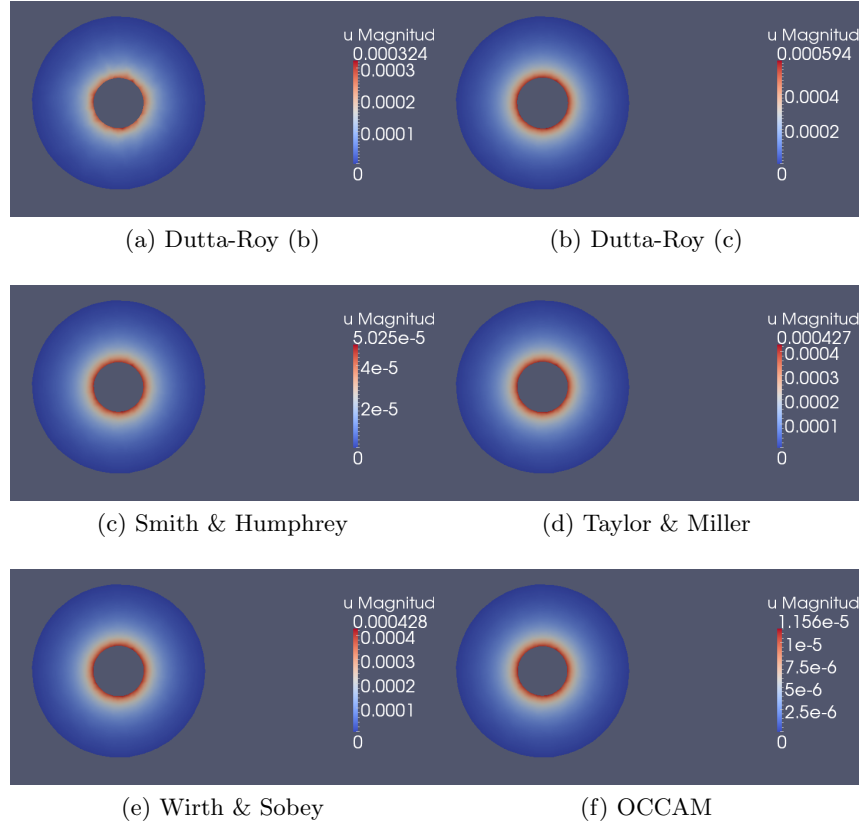 u Magnitud
0.000324
0.0003
0.0002
0.0001
0
(a) Dutta-Roy (b)
u Magnitud
0.000594
0.0004
0.0002
0
(b) Dutta-Roy (c)
u Magnitud
5.025e-5
4e-5
2e-5
0
(c) Smith & Humphrey
u Magnitud
0.000427
0.0004
0.0003
0.0002
0.0001
0
(d) Taylor & Miller
u Magnitud
0.000428
0.0004
0.0003
0.0002
0.0001
0
(e) Wirth & Sobey
u Magnitud
1.156e-5
1e-5
7.5e-6
5e-6
2.5e-6
0
(f) OCCAM